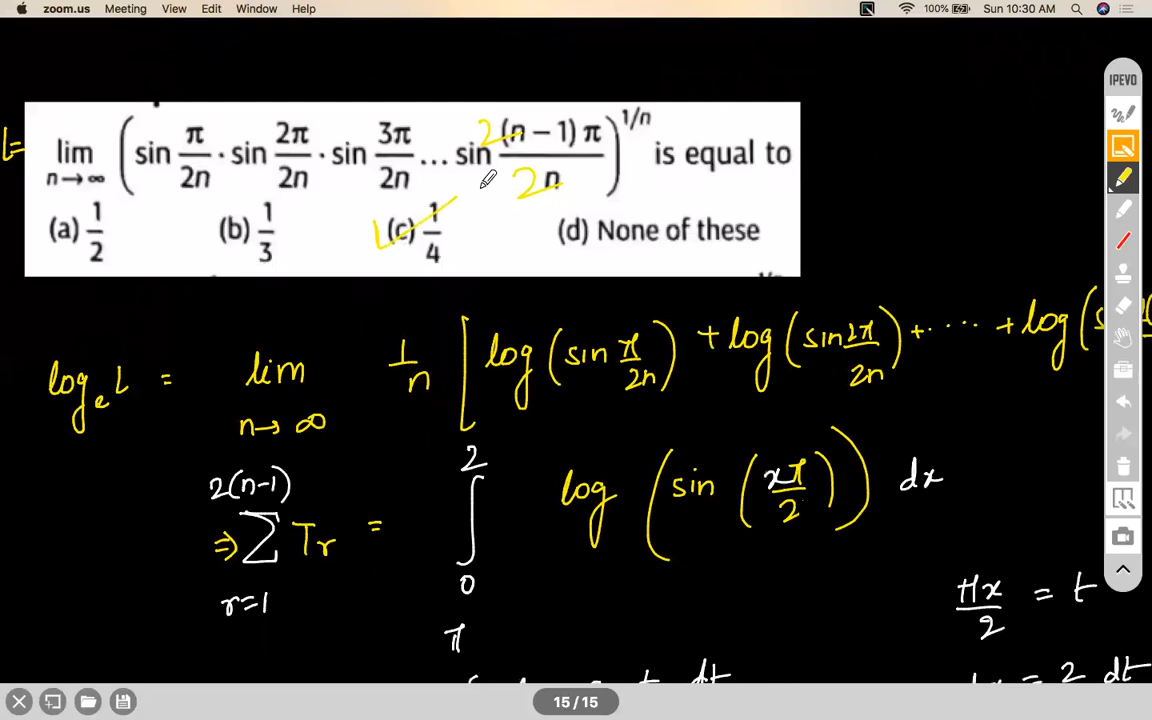 zoom.us Meeting View Edit Window Help 100% Sun 10:30 AM
IPEVO
L= lim n→∞ (sin π/2n · sin 2π/2n · sin 3π/2n ... sin 2(n − 1)π/2n)^1/n is equal to
(a) 1/2 (b) 1/3 (c) 1/4 (d) None of these
log_e L = lim n→∞ 1/n [log (sin π/2n) + log (sin 2π/2n) + ···· + log (
2(n-1)
⇒ Σ Tr = ∫ 2 0 log (sin (xπ/2)) dx
r=1
πx/2 = t
π
dt
= 2 dt
15 / 15